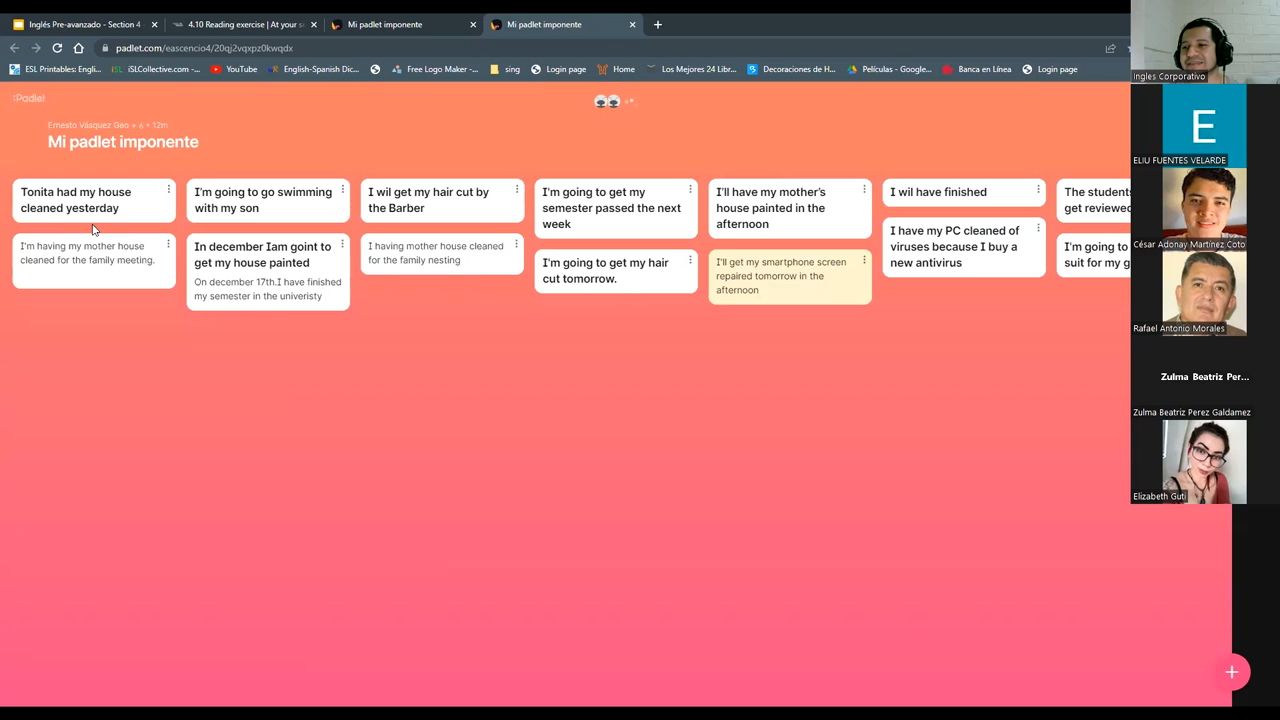 Inglés Pre-avanzado - Section 4
4.10 Reading exercise | At your s
Mi padlet imponente
Mi padlet imponente
padlet.com/eascencio4/20qj2vqxpz0kwqdx
ESL Printables: Engli...
iSLCollective.com -...
YouTube
English-Spanish Dic...
Free Logo Maker -...
sing
Login page
Home
Los Mejores 24 Libr...
Decoraciones de H...
Películas - Google...
Banca en Línea
Login page
:Padlet
Ernesto Vásquez Geo + 6 • 12m
Mi padlet imponente
Tonita had my house
cleaned yesterday
I'm having my mother house
cleaned for the family meeting.
I'm going to go swimming
with my son
In december Iam goint to
get my house painted
On december 17th.I have finished
my semester in the univeristy
I wil get my hair cut by
the Barber
I having mother house cleaned
for the family nesting
I'm going to get my
semester passed the next
week
I'm going to get my hair
cut tomorrow.
I'll have my mother's
house painted in the
afternoon
I'll get my smartphone screen
repaired tomorrow in the
afternoon
I wil have finished
I have my PC cleaned of
viruses because I buy a
new antivirus
The students
get reviewed
I'm going to
suit for my g
Ingles Corporativo
E
ELIU FUENTES VELARDE
César Adonay Martínez Coto
Rafael Antonio Morales
Zulma Beatriz Per...
Zulma Beatriz Perez Galdamez
Elizabeth Guti